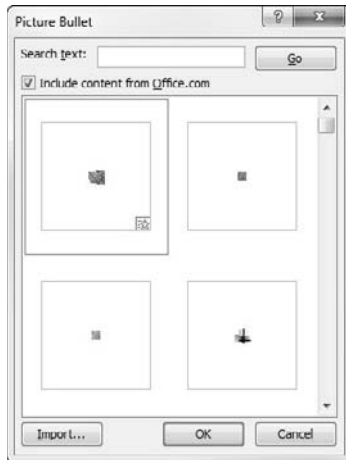 Picture Bullet
Search text:
Go
Include content from Office.com
Import...
OK
Cancel